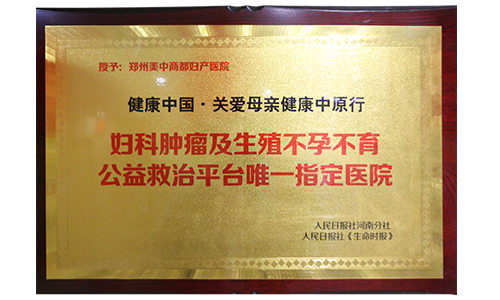 授予：郑州美中商都妇产医院
健康中国·关爱母亲健康中原行
妇科肿瘤及生殖不孕不育
公益救治平台唯一指定医院
人民日报社河南分社
人民日报社《生命时报》